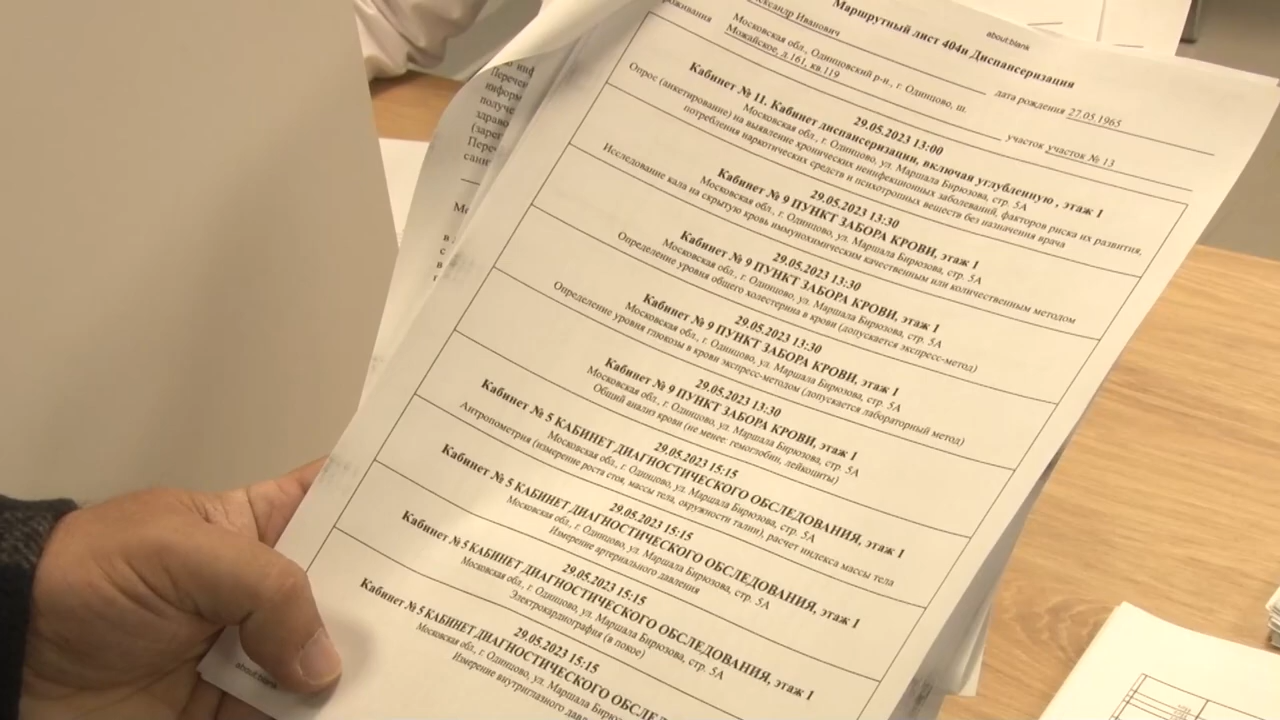 about:blank
Маршрутный лист 404н Диспансеризация
Александр Иванович
дата рождения 27.05.1965
Московская обл., Одинцовский р-н., г. Одинцово, ш.
Можайское, д.161, кв.119
участок участок № 13
29.05.2023 13:00
Кабинет № 11. Кабинет диспансеризации, включая углубленную , этаж 1
Московская обл., г. Одинцово, ул. Маршала Бирюзова, стр. 5А
Опрос (анкетирование) на выявление хронических неинфекционных заболеваний, факторов риска их развития,
потребления наркотических средств и психотропных веществ без назначения врача
29.05.2023 13:30
Кабинет № 9 ПУНКТ ЗАБОРА КРОВИ, этаж 1
Московская обл., г. Одинцово, ул. Маршала Бирюзова, стр. 5А
Исследование кала на скрытую кровь иммунохимическим качественным или количественным методом
29.05.2023 13:30
Кабинет № 9 ПУНКТ ЗАБОРА КРОВИ, этаж 1
Московская обл., г. Одинцово, ул. Маршала Бирюзова, стр. 5А
Определение уровня общего холестерина в крови (допускается экспресс-метод)
29.05.2023 13:30
Кабинет № 9 ПУНКТ ЗАБОРА КРОВИ, этаж 1
Московская обл., г. Одинцово, ул. Маршала Бирюзова, стр. 5А
Определение уровня глюкозы в крови экспресс-методом (допускается лабораторный метод)
29.05.2023 13:30
Кабинет № 9 ПУНКТ ЗАБОРА КРОВИ, этаж 1
Московская обл., г. Одинцово, ул. Маршала Бирюзова, стр. 5А
Общий анализ крови (не менее: гемоглобин, лейкоциты)
29.05.2023 15:15
Кабинет № 5 КАБИНЕТ ДИАГНОСТИЧЕСКОГО ОБСЛЕДОВАНИЯ, этаж 1
Московская обл., г. Одинцово, ул. Маршала Бирюзова, стр. 5А
Антропометрия (измерение роста стоя, массы тела, окружности талии), расчет индекса массы тела
29.05.2023 15:15
Кабинет № 5 КАБИНЕТ ДИАГНОСТИЧЕСКОГО ОБСЛЕДОВАНИЯ, этаж 1
Московская обл., г. Одинцово, ул. Маршала Бирюзова, стр. 5А
Измерение артериального давления
29.05.2023 15:15
Кабинет № 5 КАБИНЕТ ДИАГНОСТИЧЕСКОГО ОБСЛЕДОВАНИЯ, этаж 1
Московская обл., г. Одинцово, ул. Маршала Бирюзова, стр. 5А
Электрокардиография (в покое)
29.05.2023 15:15
Кабинет № 5 КАБИНЕТ ДИАГНОСТИЧЕСКОГО ОБСЛЕ
Московская обл., г. Одинцово, ул. Маршала Бирюзова
Измерение внутриглазного
about:blank